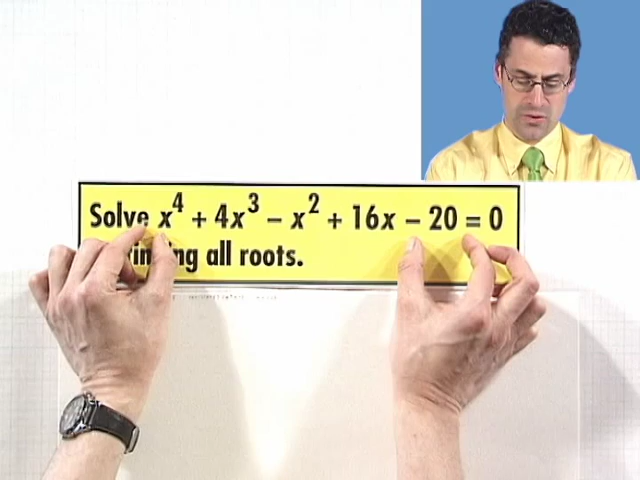 Solve x⁴ + 4x³ − x² + 16x − 20 = 0
all roots.